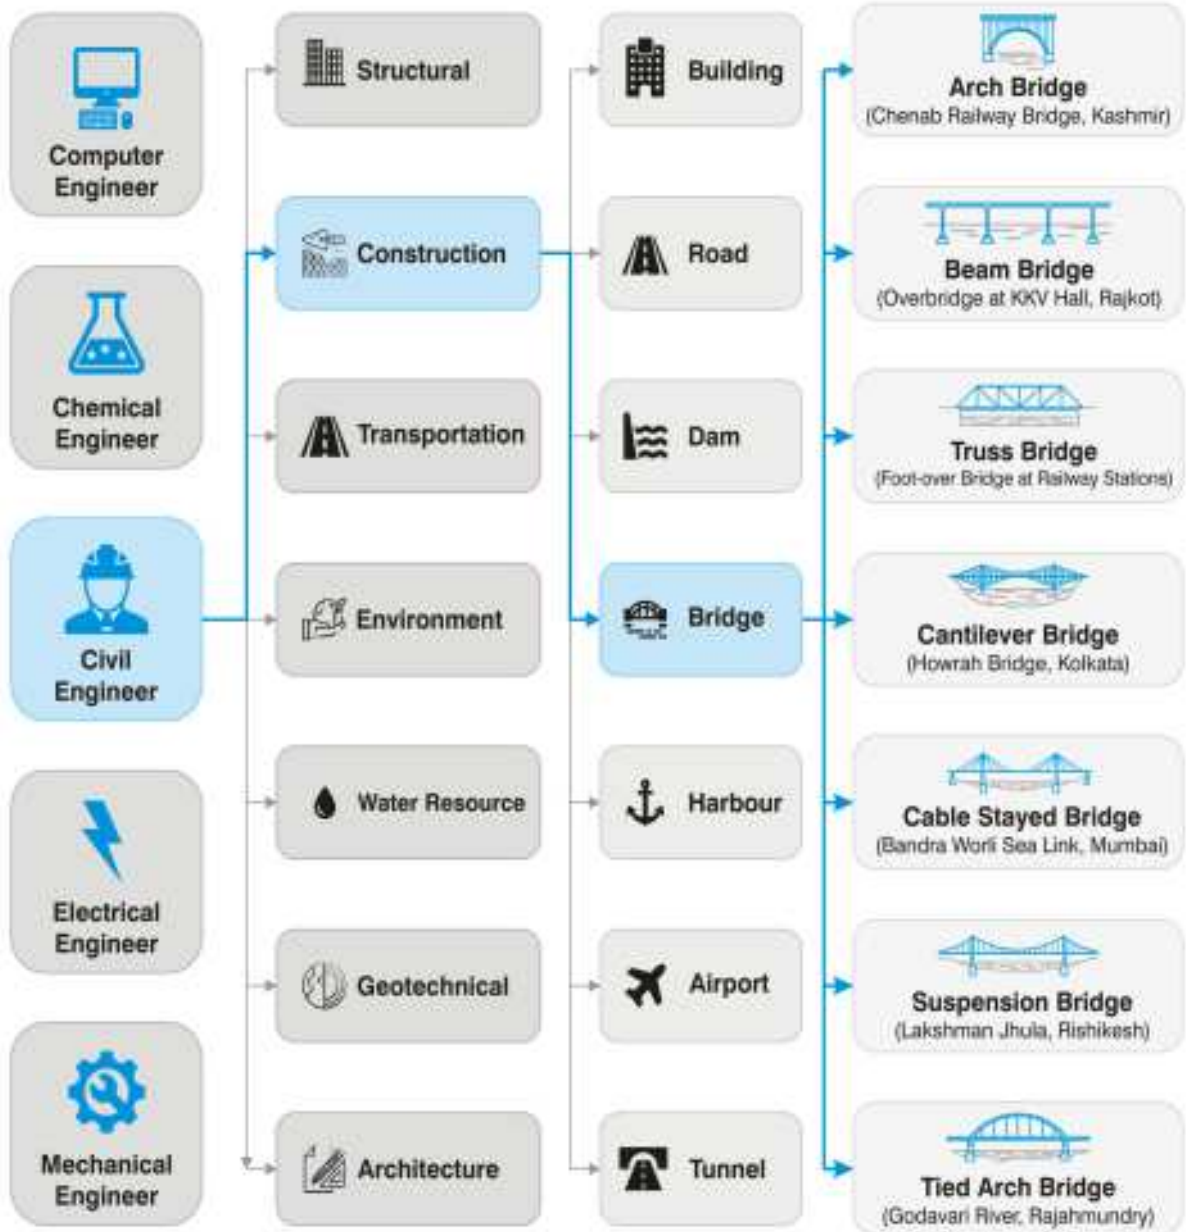 Computer
Engineer
Chemical
Engineer
Civil
Engineer
Electrical
Engineer
Mechanical
Engineer
Structural
Construction
Transportation
Environment
Water Resource
Geotechnical
Architecture
Building
Road
Dam
Bridge
Harbour
Airport
Tunnel
Arch Bridge
(Chenab Railway Bridge, Kashmir)
Beam Bridge
(Overbridge at KKV Hall, Rajkot)
Truss Bridge
(Foot-over Bridge at Railway Stations)
Cantilever Bridge
(Howrah Bridge, Kolkata)
Cable Stayed Bridge
(Bandra Worli Sea Link, Mumbai)
Suspension Bridge
(Lakshman Jhula, Rishikesh)
Tied Arch Bridge
(Godavari River, Rajahmundry)